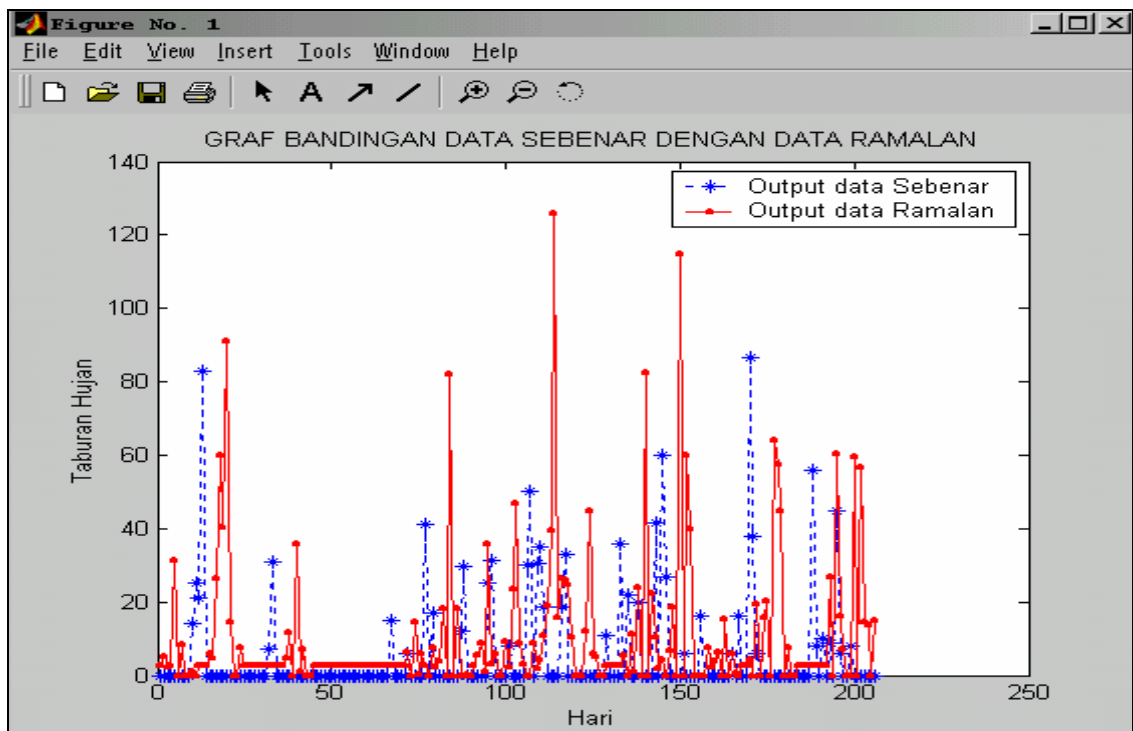 Figure No. 1
File Edit View Insert Tools Window Help
A
GRAF BANDINGAN DATA SEBENAR DENGAN DATA RAMALAN
Output data Sebenar
Output data Ramalan
140
120
100
80
60
40
20
0
Taburan Hujan
0 50 100 150 200 250
Hari